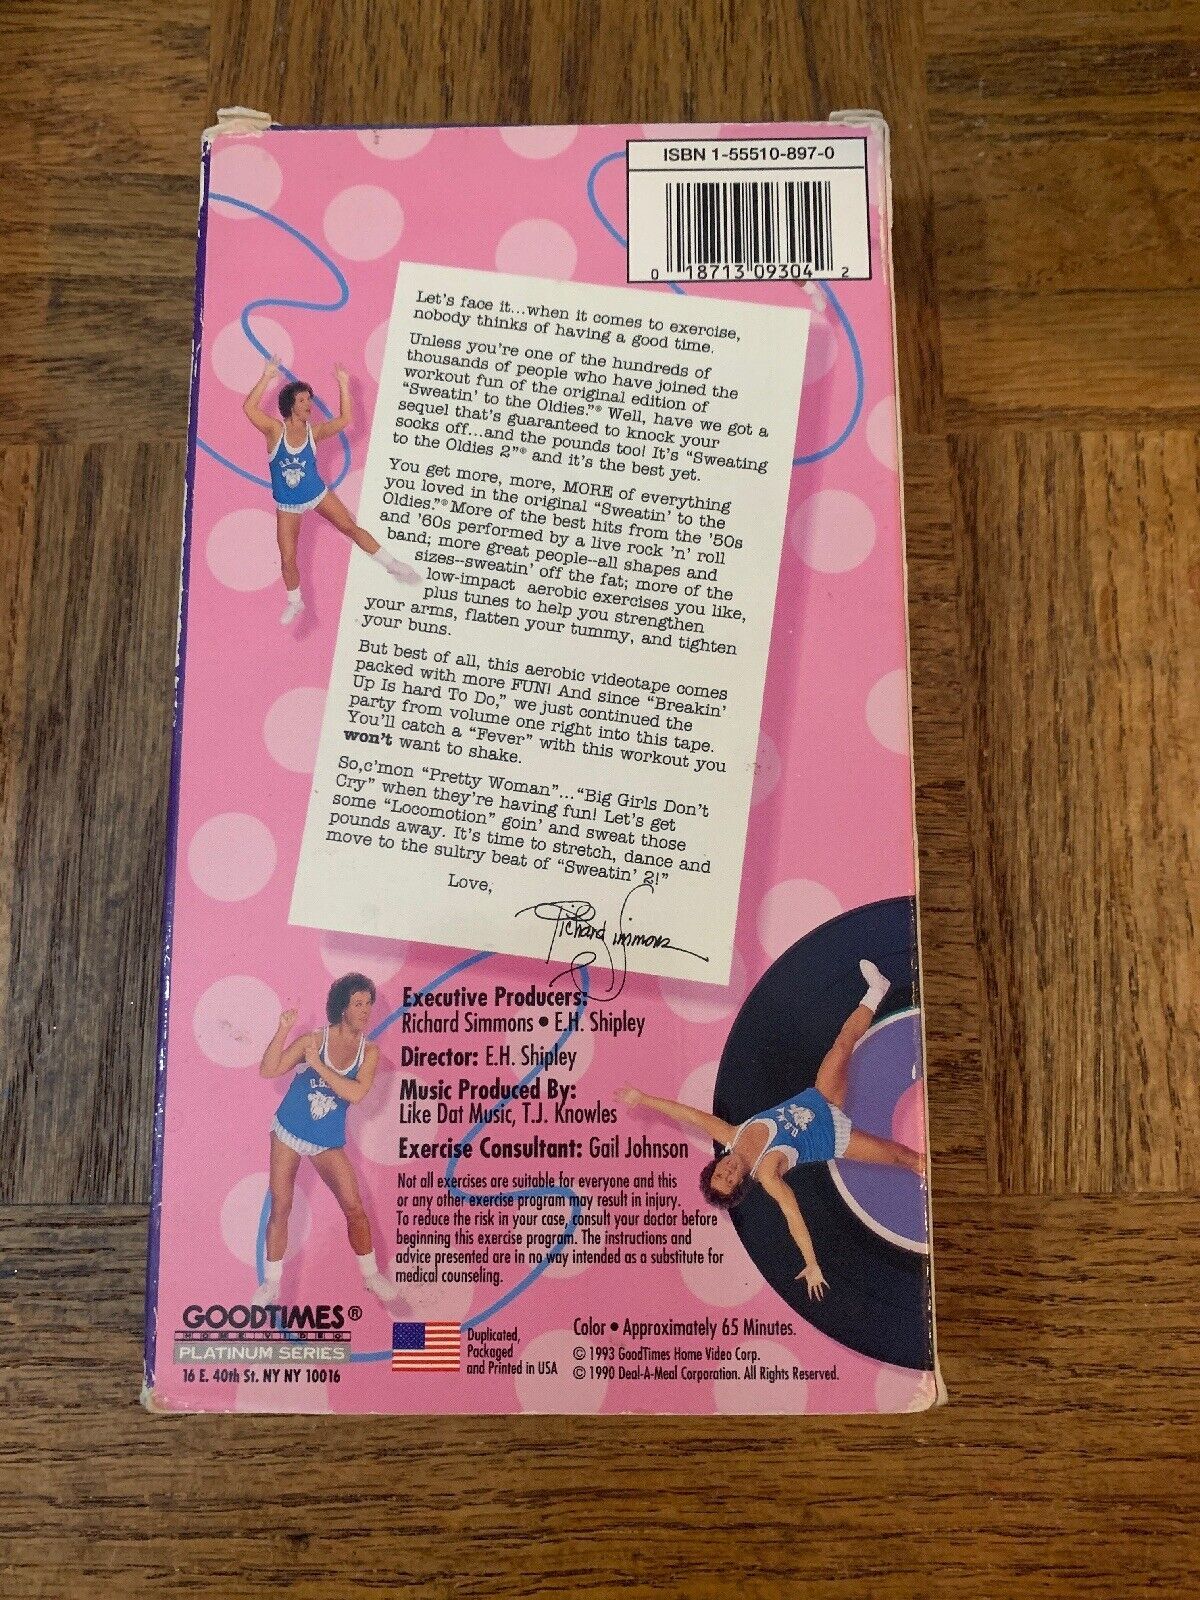 ISBN 1-55510-897-0
0 18713 09304 2
Let's face it...when it comes to exercise,
nobody thinks of having a good time.
Unless you're one of the hundreds of
thousands of people who have joined the
workout fun of the original edition of
"Sweatin' to the Oldies."® Well, have we got a
sequel that's guaranteed to knock your
socks off...and the pounds too! It's "Sweating
to the Oldies 2"® and it's the best yet.
You get more, more, MORE of everything
you loved in the original "Sweatin' to the
Oldies."® More of the best hits from the '50s
and '60s performed by a live rock 'n' roll
band; more great people--all shapes and
sizes--sweatin' off the fat; more of the
low-impact aerobic exercises you like,
plus tunes to help you strengthen
your arms, flatten your tummy, and tighten
your buns.
But best of all, this aerobic videotape comes
packed with more FUN! And since "Breakin'
Up Is hard To Do," we just continued the
party from volume one right into this tape.
You'll catch a "Fever" with this workout you
won't want to shake.
So,c'mon "Pretty Woman"..."Big Girls Don't
Cry" when they're having fun! Let's get
some "Locomotion" goin' and sweat those
pounds away. It's time to stretch, dance and
move to the sultry beat of "Sweatin' 2!"
Love,
Richard Simmons
U.S.M.A.
Executive Producers:
Richard Simmons • E.H. Shipley
Director: E.H. Shipley
Music Produced By:
Like Dat Music, T.J. Knowles
Exercise Consultant: Gail Johnson
Not all exercises are suitable for everyone and this
or any other exercise program may result in injury.
To reduce the risk in your case, consult your doctor before
beginning this exercise program. The instructions and
advice presented are in no way intended as a substitute for
medical counseling.
GOODTIMES®
HOME VIDEO
PLATINUM SERIES
16 E. 40th St. NY NY 10016
Duplicated,
Packaged
and Printed in USA
Color • Approximately 65 Minutes.
© 1993 GoodTimes Home Video Corp.
© 1990 Deal-A-Meal Corporation. All Rights Reserved.